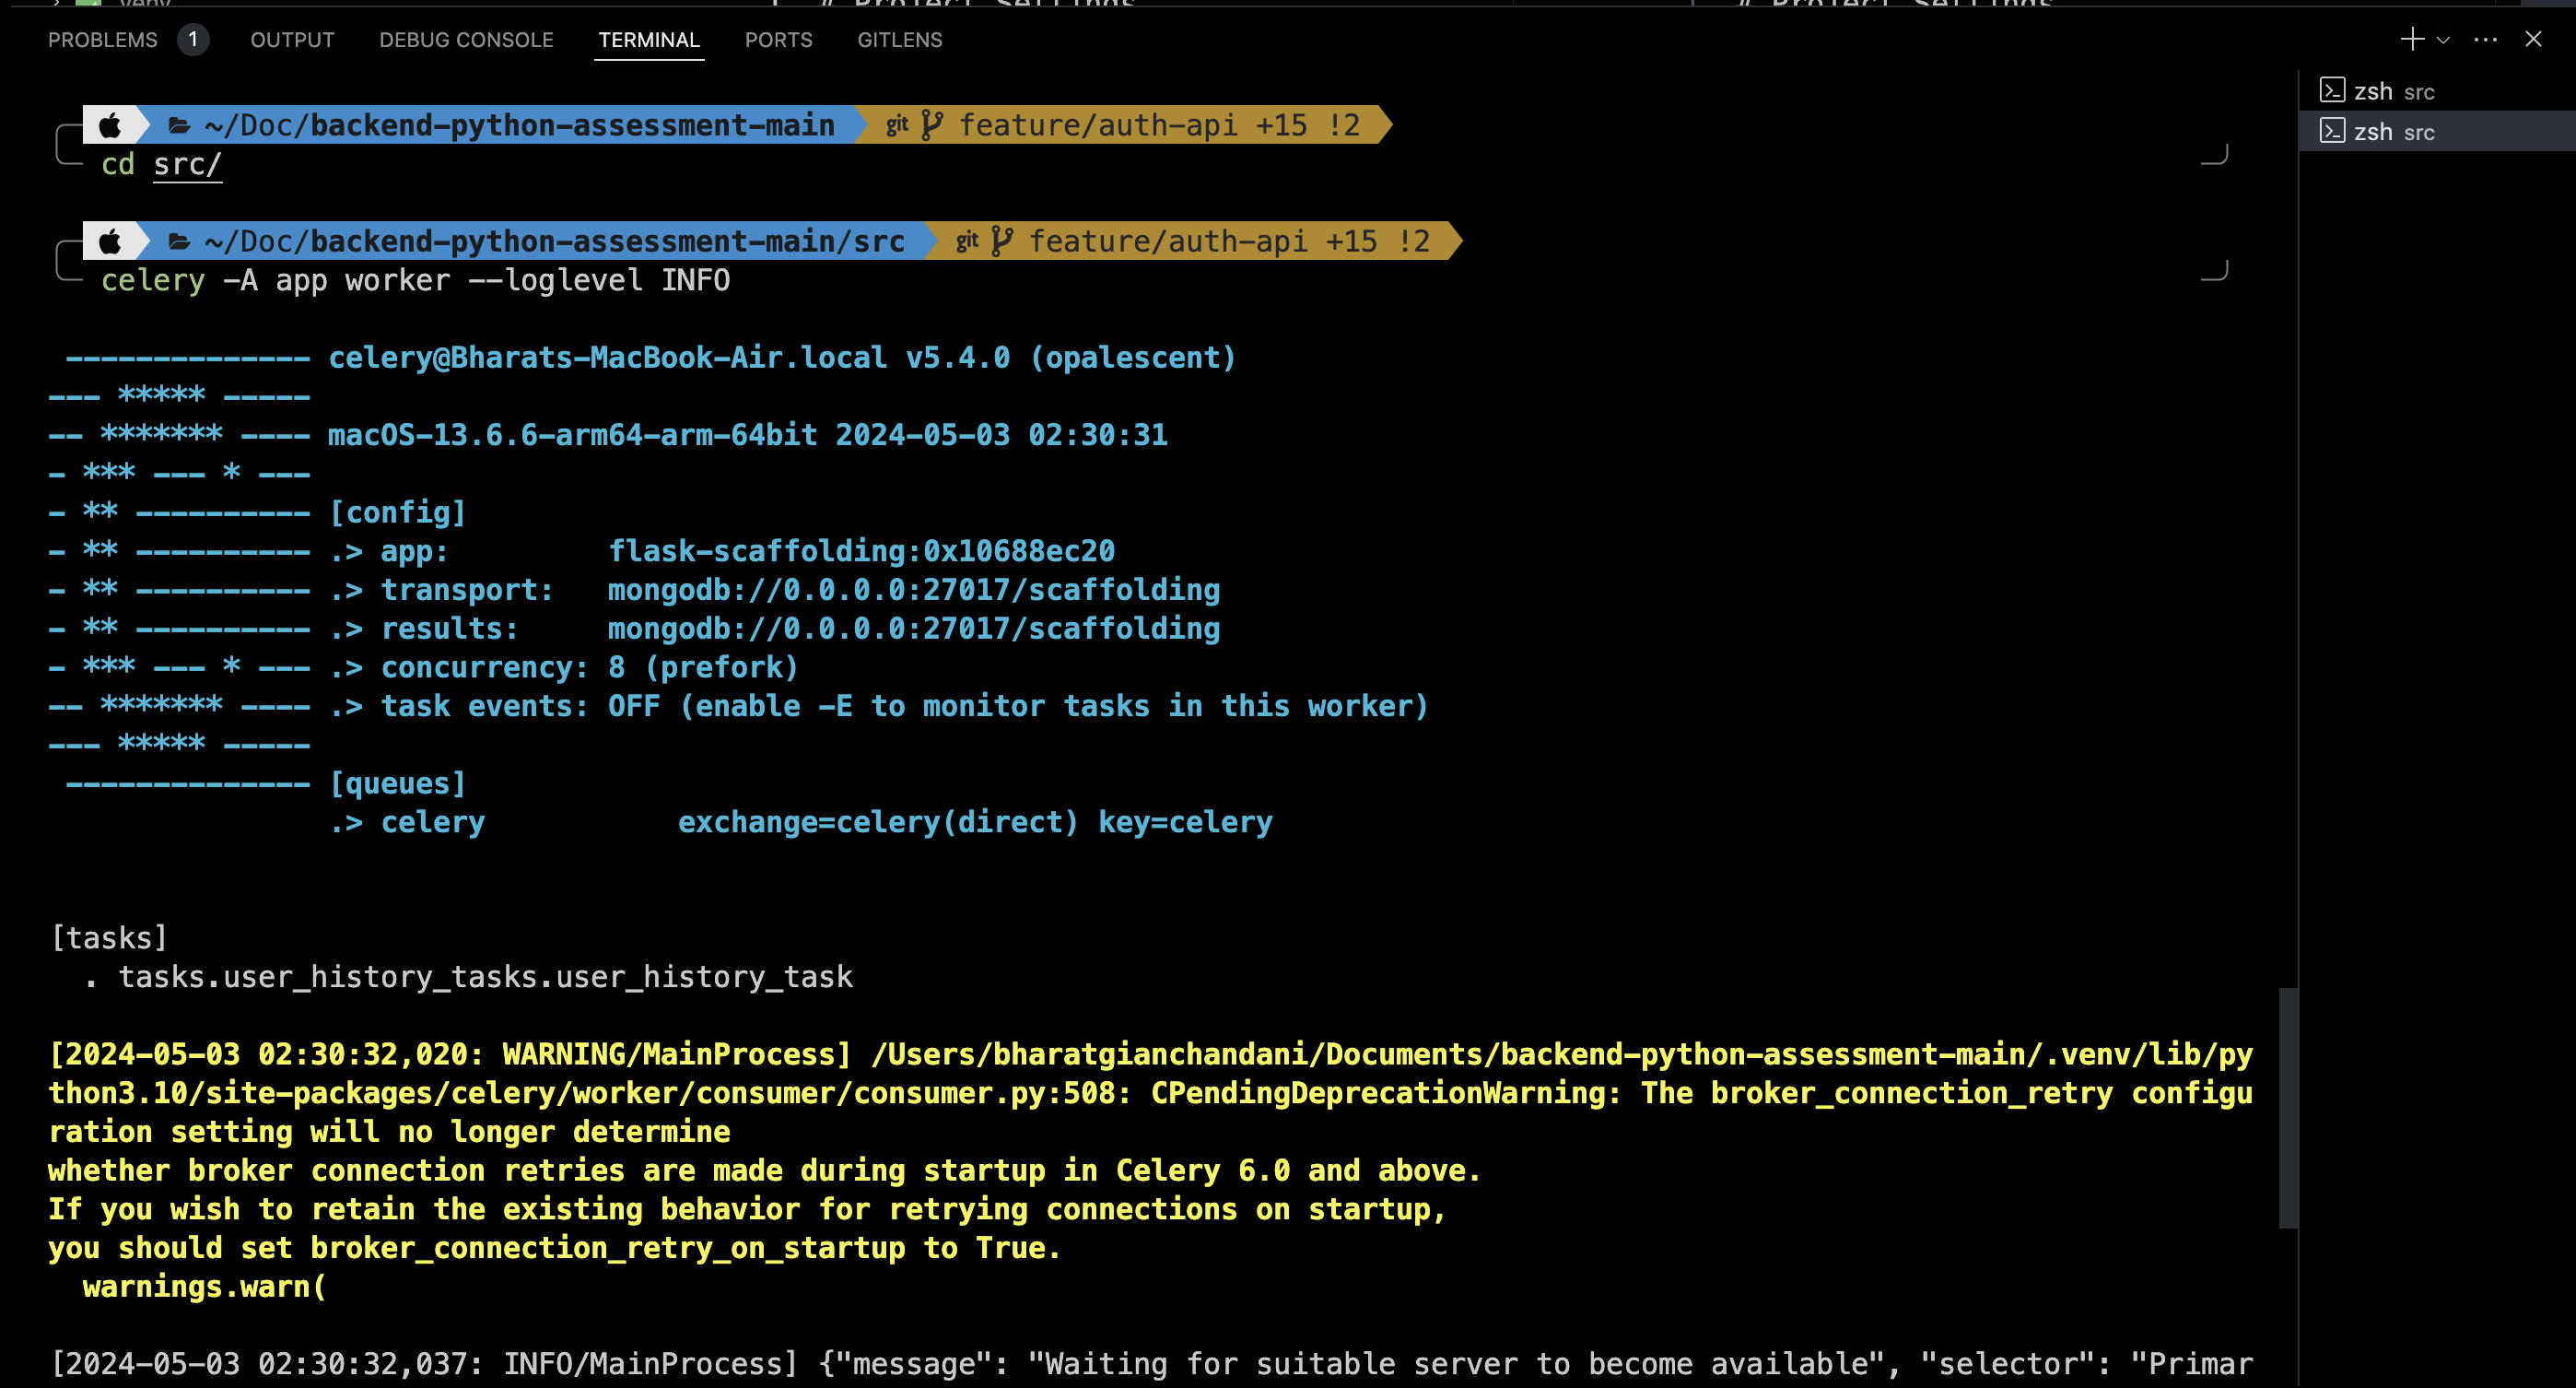 venv # Project Settings # Project Settings
PROBLEMS 1 OUTPUT DEBUG CONSOLE TERMINAL PORTS GITLENS
zsh src
zsh src
~/Doc/backend-python-assessment-main git feature/auth-api +15 !2
cd src/
~/Doc/backend-python-assessment-main/src git feature/auth-api +15 !2
celery -A app worker --loglevel INFO
-------------- celery@Bharats-MacBook-Air.local v5.4.0 (opalescent)
--- ***** -----
-- ******* ---- macOS-13.6.6-arm64-arm-64bit 2024-05-03 02:30:31
- *** --- * ---
- ** ---------- [config]
- ** ---------- .> app:         flask-scaffolding:0x10688ec20
- ** ---------- .> transport:   mongodb://0.0.0.0:27017/scaffolding
- ** ---------- .> results:     mongodb://0.0.0.0:27017/scaffolding
- *** --- * --- .> concurrency: 8 (prefork)
-- ******* ---- .> task events: OFF (enable -E to monitor tasks in this worker)
--- ***** -----
-------------- [queues]
.> celery           exchange=celery(direct) key=celery
[tasks]
. tasks.user_history_tasks.user_history_task
[2024-05-03 02:30:32,020: WARNING/MainProcess] /Users/bharatgianchandani/Documents/backend-python-assessment-main/.venv/lib/py
thon3.10/site-packages/celery/worker/consumer/consumer.py:508: CPendingDeprecationWarning: The broker_connection_retry configu
ration setting will no longer determine
whether broker connection retries are made during startup in Celery 6.0 and above.
If you wish to retain the existing behavior for retrying connections on startup,
you should set broker_connection_retry_on_startup to True.
warnings.warn(
[2024-05-03 02:30:32,037: INFO/MainProcess] {"message": "Waiting for suitable server to become available", "selector": "Primar